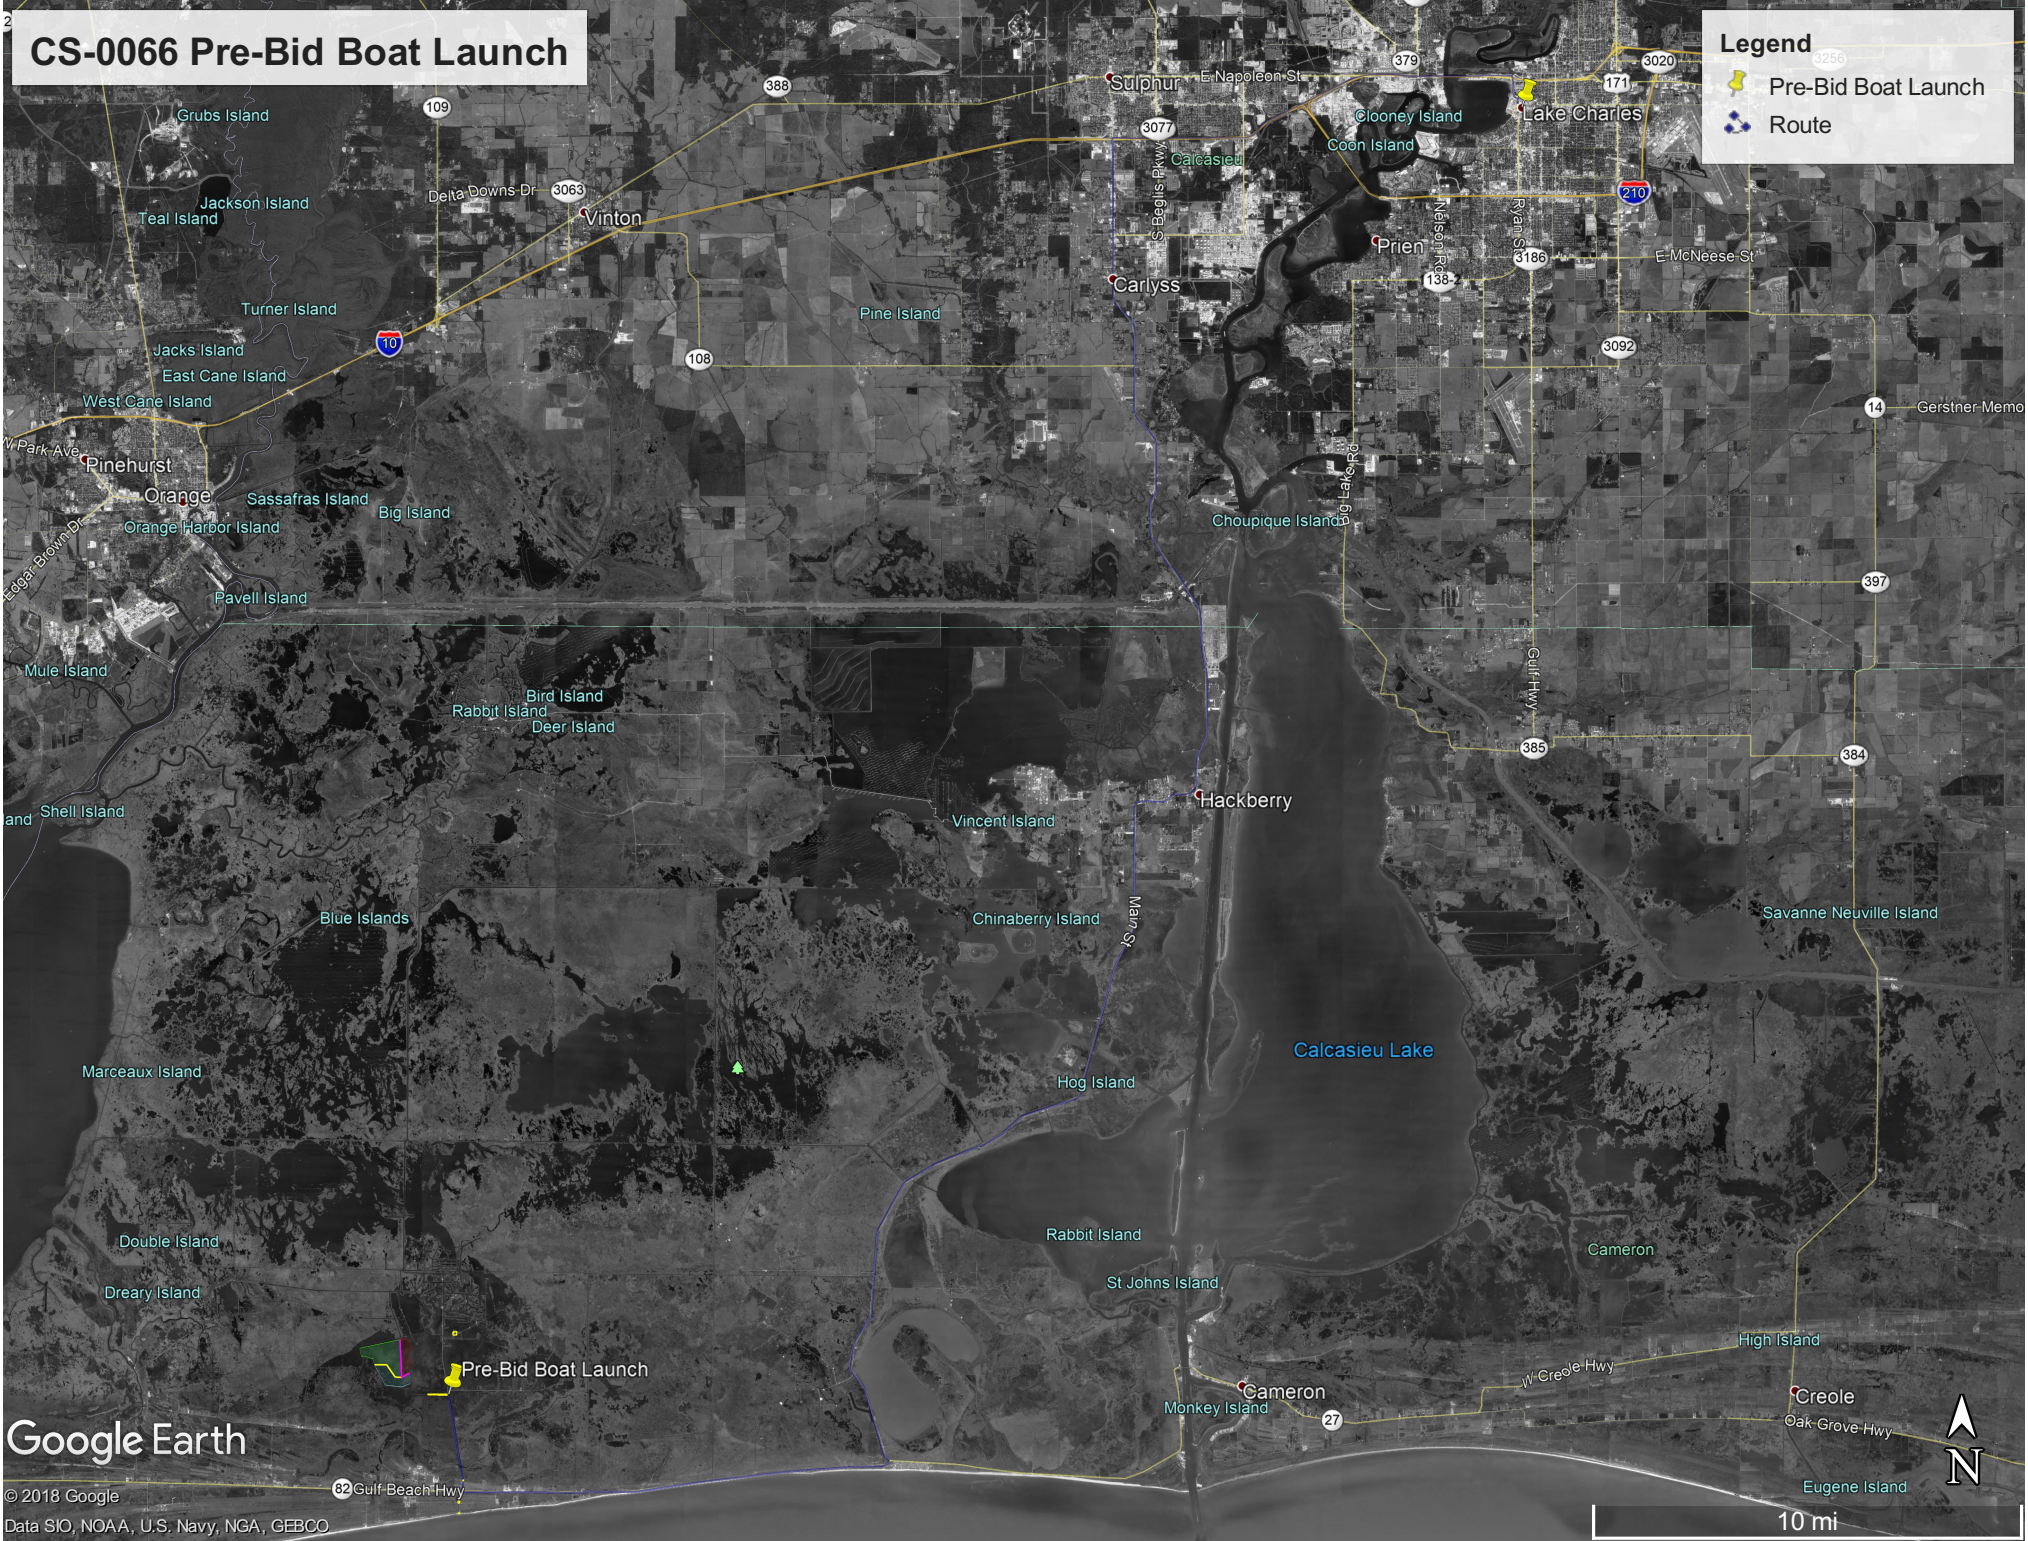 CS-0066 Pre-Bid Boat Launch
Legend
Pre-Bid Boat Launch
Route
379
3020
3256
171
388
Sulphur
E Napoleon St
109
Grubs Island
Clooney Island
Lake Charles
3077
Coon Island
Calcasieu
S Beglis Pkwy
Delta Downs Dr
3063
Vinton
Jackson Island
Teal Island
210
Nelson Rd
Ryan St
Prien
3186
E McNeese St
138-2
Carlyss
Turner Island
Pine Island
10
Jacks Island
108
3092
East Cane Island
West Cane Island
14
Gerstner Memo
W Park Ave
Pinehurst
Orange
Sassafras Island
Big Island
Big Lake Rd
Orange Harbor Island
Choupique Island
Edgar Brown Dr
397
Pavell Island
Mule Island
Gulf Hwy
Bird Island
Rabbit Island
Deer Island
385
384
Hackberry
Shell Island
and
Vincent Island
Blue Islands
Chinaberry Island
Main St
Savanne Neuville Island
Calcasieu Lake
Marceaux Island
Hog Island
Double Island
Rabbit Island
Cameron
St Johns Island
Dreary Island
High Island
Pre-Bid Boat Launch
W Creole Hwy
Cameron
Monkey Island
27
Creole
Oak Grove Hwy
Google Earth
N
82
Gulf Beach Hwy
Eugene Island
© 2018 Google
Data SIO, NOAA, U.S. Navy, NGA, GEBCO
10 mi